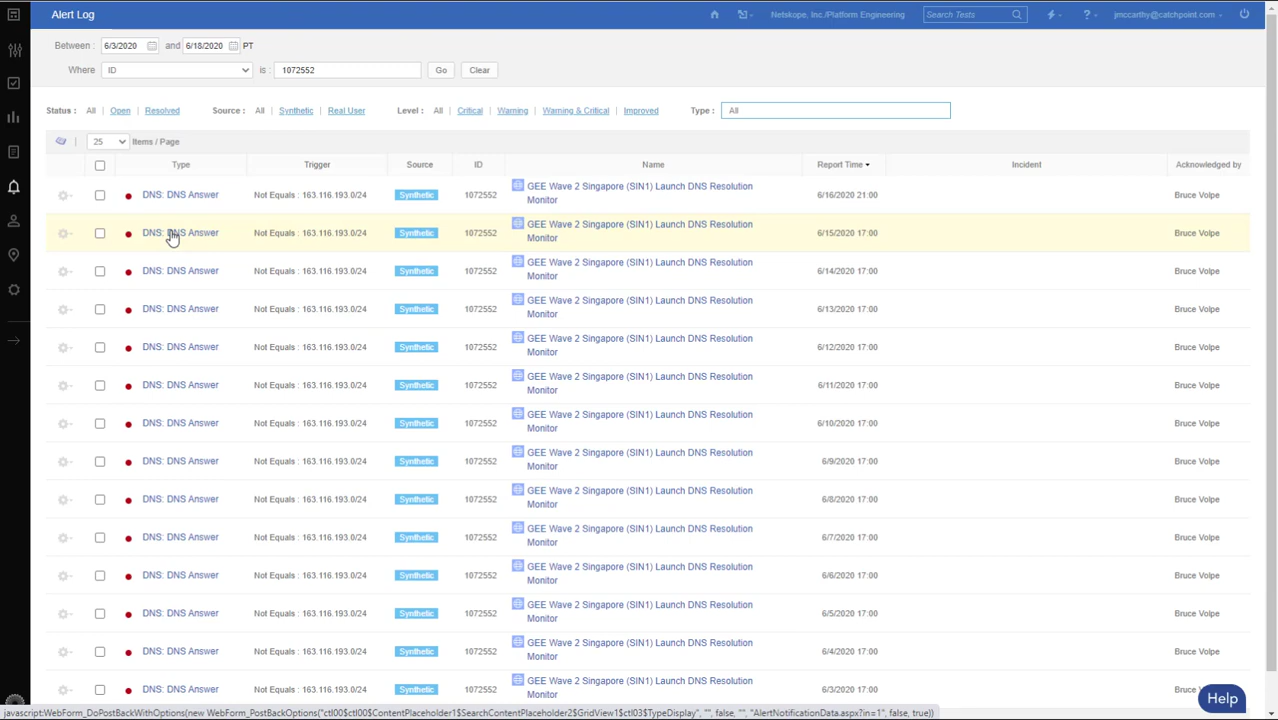 Alert Log Netskope, Inc./Platform Engineering Search Tests ? jmccarthy@catchpoint.com
Between : 6/3/2020 and 6/18/2020 PT
Where ID is : 1072552 Go Clear
Status : All | Open | Resolved Source : All | Synthetic | Real User Level : All | Critical | Warning | Warning & Critical | Improved Type : All
| 25 Items / Page
Type Trigger Source ID Name Report Time Incident Acknowledged by
DNS: DNS Answer Not Equals : 163.116.193.0/24 Synthetic 1072552 GEE Wave 2 Singapore (SIN1) Launch DNS Resolution 6/16/2020 21:00 Bruce Volpe
Monitor
DNS: DNS Answer Not Equals : 163.116.193.0/24 Synthetic 1072552 GEE Wave 2 Singapore (SIN1) Launch DNS Resolution 6/15/2020 17:00 Bruce Volpe
Monitor
DNS: DNS Answer Not Equals : 163.116.193.0/24 Synthetic 1072552 GEE Wave 2 Singapore (SIN1) Launch DNS Resolution 6/14/2020 17:00 Bruce Volpe
Monitor
DNS: DNS Answer Not Equals : 163.116.193.0/24 Synthetic 1072552 GEE Wave 2 Singapore (SIN1) Launch DNS Resolution 6/13/2020 17:00 Bruce Volpe
Monitor
DNS: DNS Answer Not Equals : 163.116.193.0/24 Synthetic 1072552 GEE Wave 2 Singapore (SIN1) Launch DNS Resolution 6/12/2020 17:00 Bruce Volpe
Monitor
DNS: DNS Answer Not Equals : 163.116.193.0/24 Synthetic 1072552 GEE Wave 2 Singapore (SIN1) Launch DNS Resolution 6/11/2020 17:00 Bruce Volpe
Monitor
DNS: DNS Answer Not Equals : 163.116.193.0/24 Synthetic 1072552 GEE Wave 2 Singapore (SIN1) Launch DNS Resolution 6/10/2020 17:00 Bruce Volpe
Monitor
DNS: DNS Answer Not Equals : 163.116.193.0/24 Synthetic 1072552 GEE Wave 2 Singapore (SIN1) Launch DNS Resolution 6/9/2020 17:00 Bruce Volpe
Monitor
DNS: DNS Answer Not Equals : 163.116.193.0/24 Synthetic 1072552 GEE Wave 2 Singapore (SIN1) Launch DNS Resolution 6/8/2020 17:00 Bruce Volpe
Monitor
DNS: DNS Answer Not Equals : 163.116.193.0/24 Synthetic 1072552 GEE Wave 2 Singapore (SIN1) Launch DNS Resolution 6/7/2020 17:00 Bruce Volpe
Monitor
DNS: DNS Answer Not Equals : 163.116.193.0/24 Synthetic 1072552 GEE Wave 2 Singapore (SIN1) Launch DNS Resolution 6/6/2020 17:00 Bruce Volpe
Monitor
DNS: DNS Answer Not Equals : 163.116.193.0/24 Synthetic 1072552 GEE Wave 2 Singapore (SIN1) Launch DNS Resolution 6/5/2020 17:00 Bruce Volpe
Monitor
DNS: DNS Answer Not Equals : 163.116.193.0/24 Synthetic 1072552 GEE Wave 2 Singapore (SIN1) Launch DNS Resolution 6/4/2020 17:00 Bruce Volpe
Monitor
DNS: DNS Answer Not Equals : 163.116.193.0/24 Synthetic 1072552 GEE Wave 2 Singapore (SIN1) Launch DNS Resolution 6/3/2020 17:00 Bruce Volpe
Monitor
Help
javascript:WebForm_DoPostBackWithOptions(new WebForm_PostBackOptions("ctl00$ctl00$ContentPlaceholder1$SearchContentPlaceholder2$GridView1$ctl03$TypeDisplay", "", false, "", "AlertNotificationData.aspx?in=1", false, true))